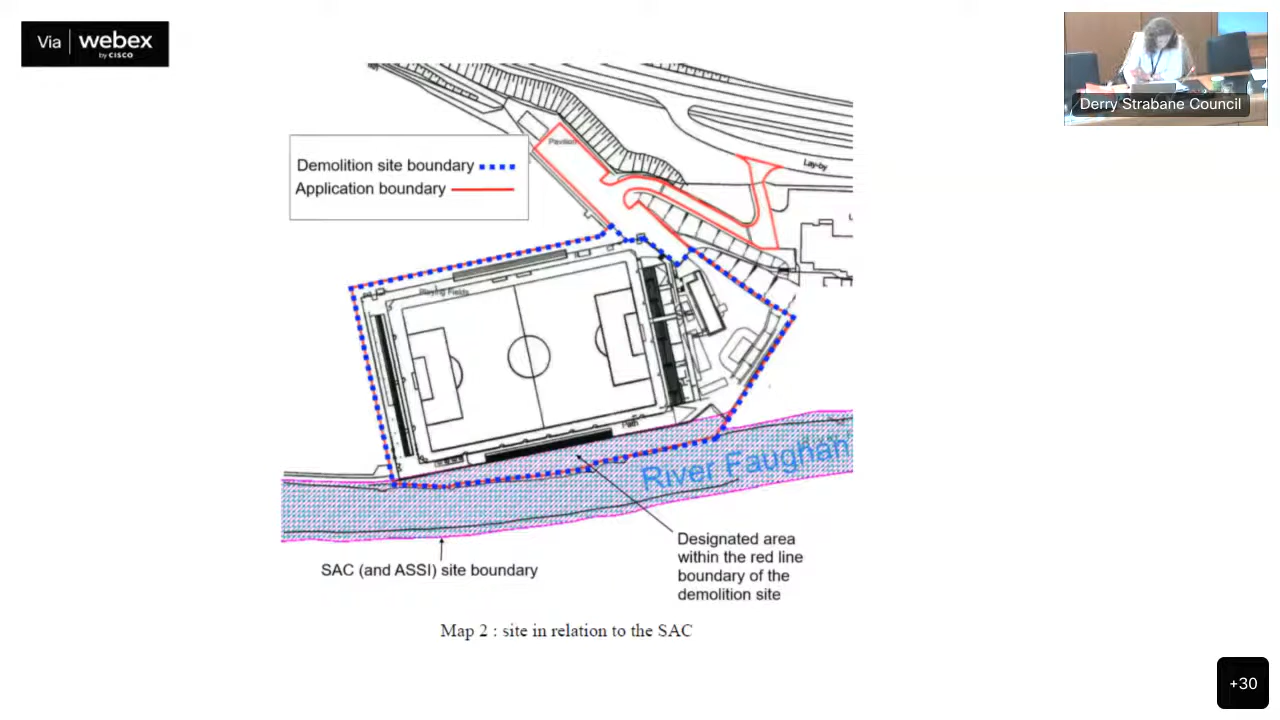 Via webex
by CISCO
Derry Strabane Council
Pavilion
Demolition site boundary
Application boundary
Lay-by
Playing Fields
Path
River Faughan
Designated area
within the red line
boundary of the
demolition site
SAC (and ASSI) site boundary
Map 2 : site in relation to the SAC
+30